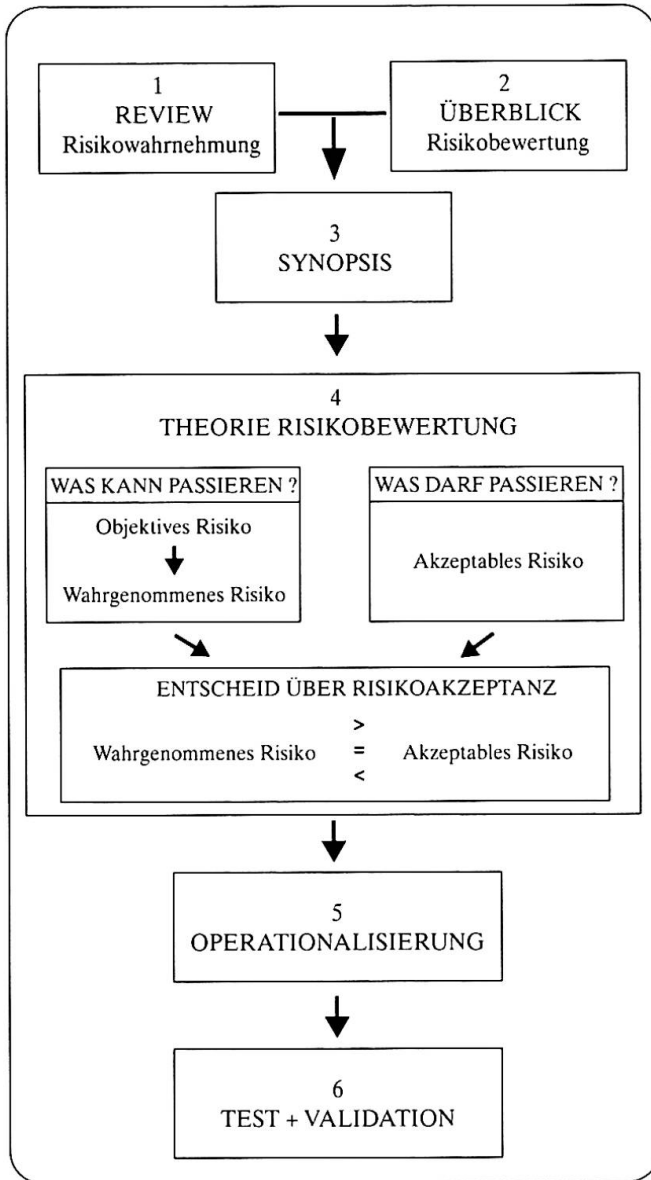 1
REVIEW
Risikowahrnehmung
2
ÜBERBLICK
Risikobewertung
3
SYNOPSIS
4
THEORIE RISIKOBEWERTUNG
WAS KANN PASSIEREN ?
Objektives Risiko
Wahrgenommenes Risiko
WAS DARF PASSIEREN ?
Akzeptables Risiko
ENTSCHEID ÜBER RISIKOAKZEPTANZ
>
Wahrgenommenes Risiko = Akzeptables Risiko
<
5
OPERATIONALISIERUNG
6
TEST + VALIDATION